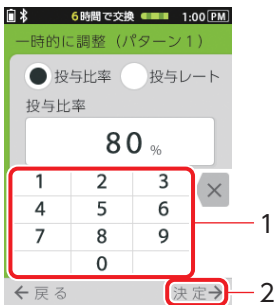 6時間で交換 1:00 PM
一時的に調整（パターン1）
投与比率 投与レート
投与比率
80 %
1 2 3
4 5 6
7 8 9
0
戻る 決定
1
2